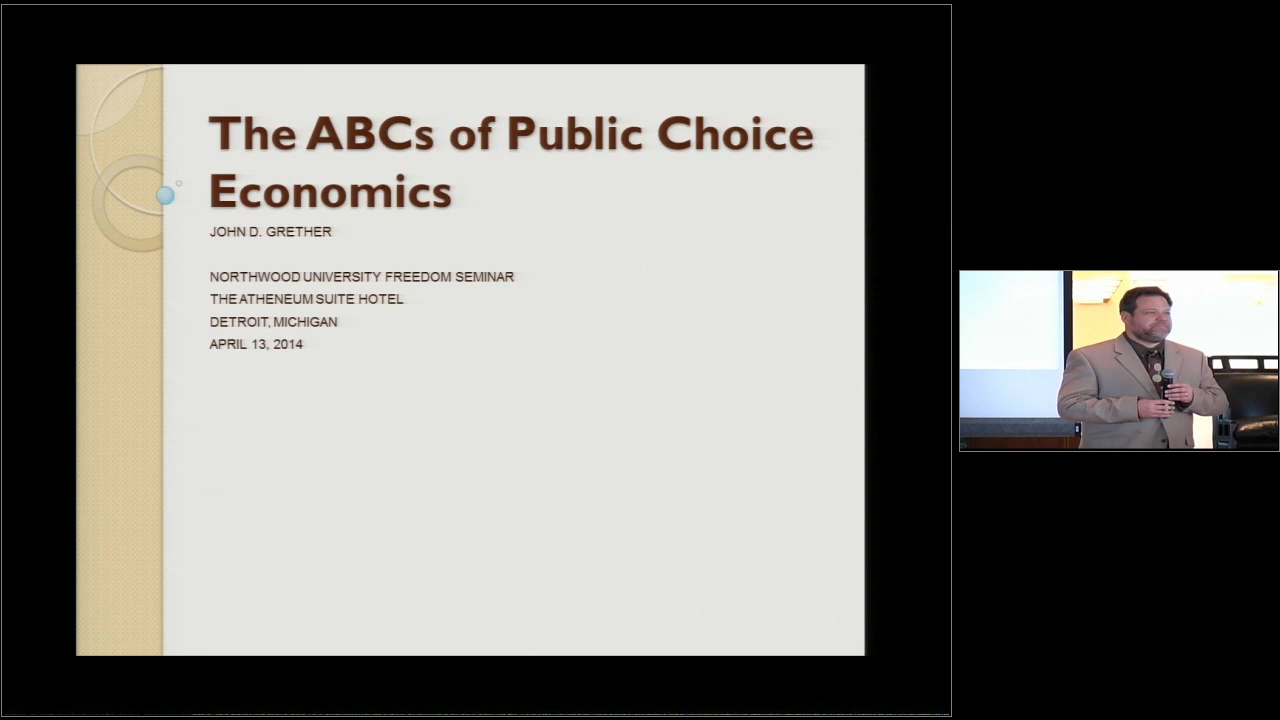 The ABCs of Public Choice
Economics
JOHN D. GRETHER
NORTHWOOD UNIVERSITY FREEDOM SEMINAR
THE ATHENEUM SUITE HOTEL
DETROIT, MICHIGAN
APRIL 13, 2014